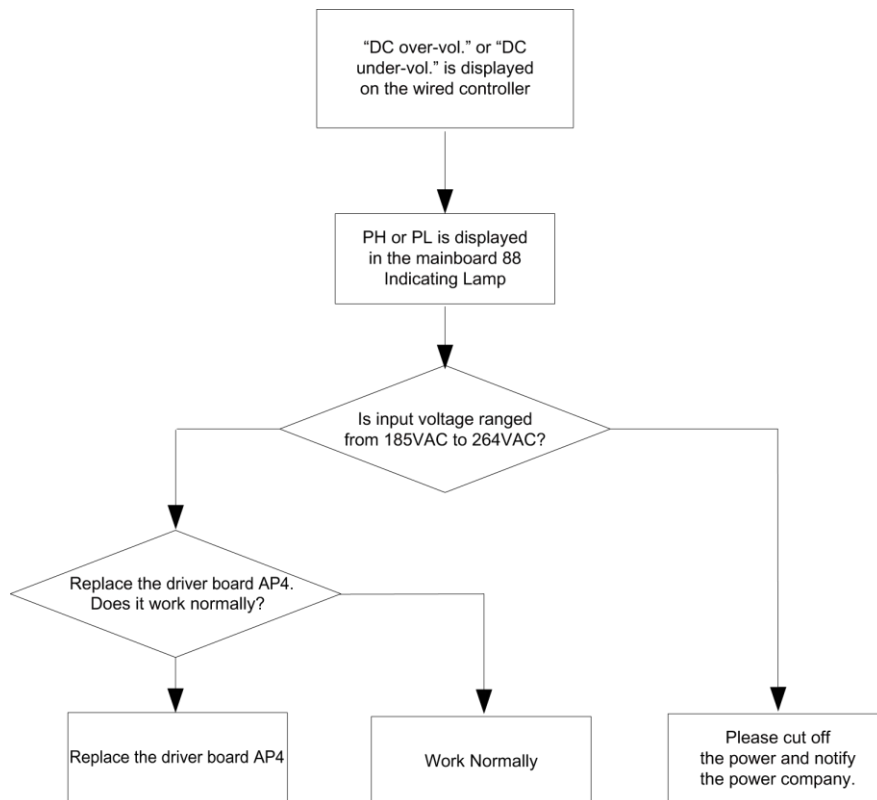 “DC over-vol.” or “DC
under-vol.” is displayed
on the wired controller
PH or PL is displayed
in the mainboard 88
Indicating Lamp
Is input voltage ranged
from 185VAC to 264VAC?
Replace the driver board AP4.
Does it work normally?
Replace the driver board AP4
Work Normally
Please cut off
the power and notify
the power company.